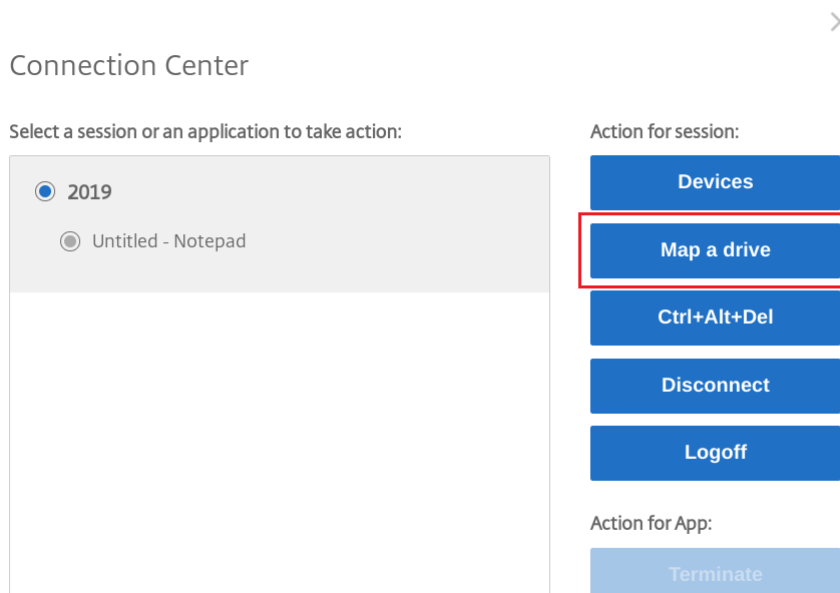 Connection Center
Select a session or an application to take action:
2019
Untitled - Notepad
Action for session:
Devices
Map a drive
Ctrl+Alt+Del
Disconnect
Logoff
Action for App:
Terminate